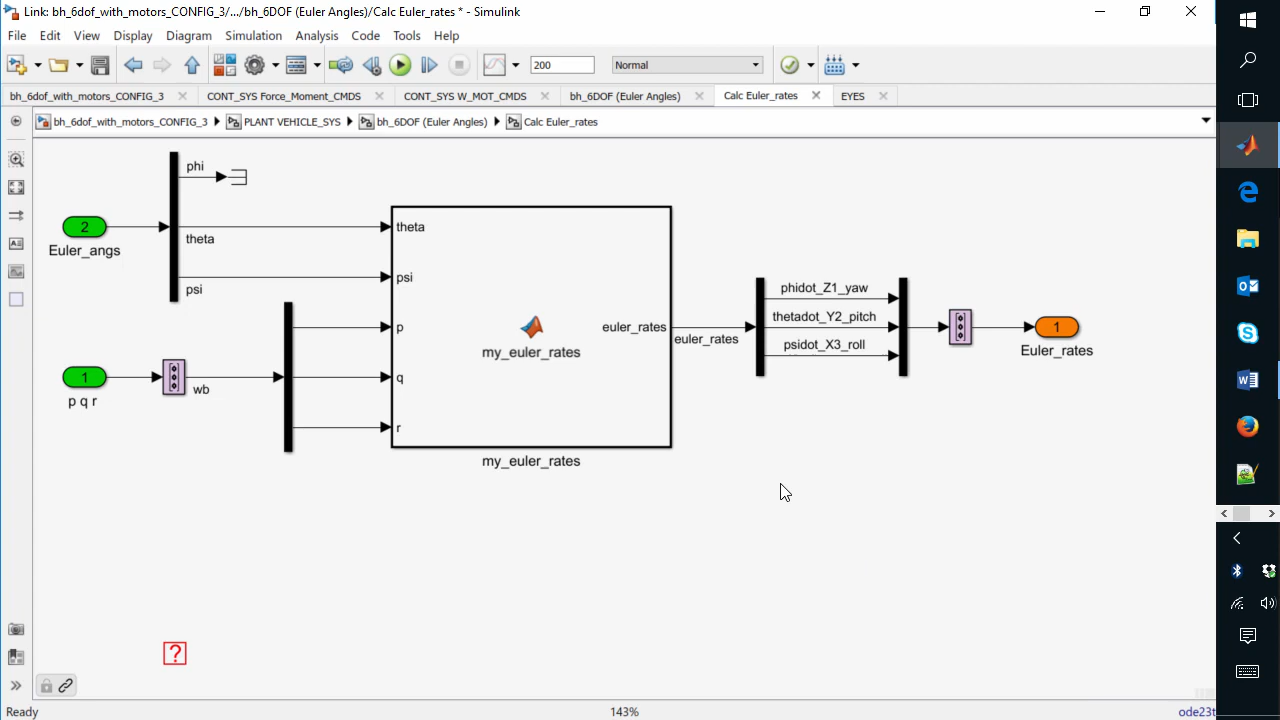 Link: bh_6dof_with_motors_CONFIG_3/.../bh_6DOF (Euler Angles)/Calc Euler_rates * - Simulink
File Edit View Display Diagram Simulation Analysis Code Tools Help
200 Normal
bh_6dof_with_motors_CONFIG_3 CONT_SYS Force_Moment_CMDS CONT_SYS W_MOT_CMDS bh_6DOF (Euler Angles) Calc Euler_rates EYES
bh_6dof_with_motors_CONFIG_3 PLANT VEHICLE_SYS bh_6DOF (Euler Angles) Calc Euler_rates
phi
2
Euler_angs
theta
psi
1
p q r
wb
theta
psi
p
q
r
euler_rates
my_euler_rates
my_euler_rates
euler_rates
phidot_Z1_yaw
thetadot_Y2_pitch
psidot_X3_roll
1
Euler_rates
?
Ready 143% ode23t